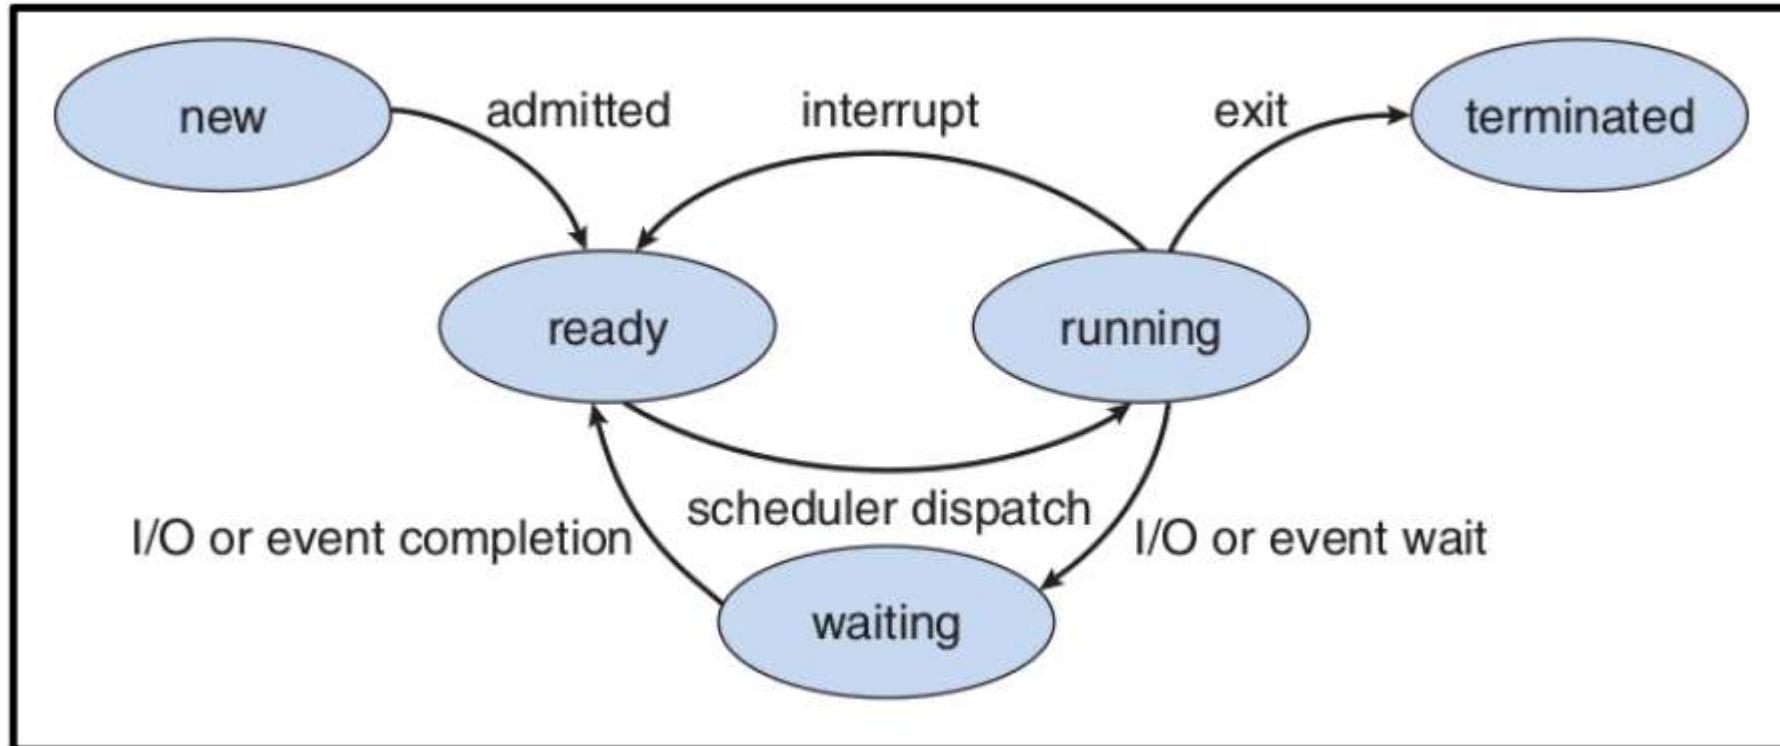 new
admitted
interrupt
exit
terminated
ready
running
scheduler dispatch
I/O or event completion
I/O or event wait
waiting